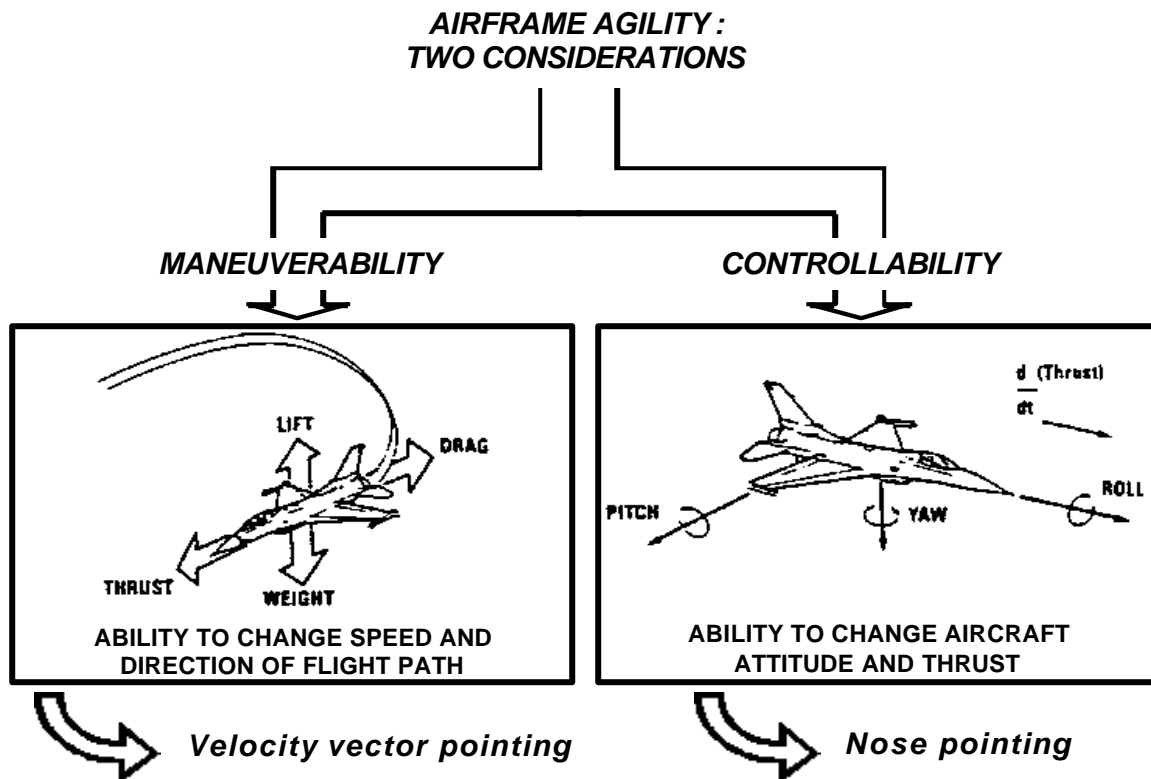 AIRFRAME AGILITY :
TWO CONSIDERATIONS
MANEUVERABILITY
CONTROLLABILITY
LIFT
DRAG
THRUST
WEIGHT
ABILITY TO CHANGE SPEED AND
DIRECTION OF FLIGHT PATH
d (Thrust)
dt
PITCH
YAW
ROLL
ABILITY TO CHANGE AIRCRAFT
ATTITUDE AND THRUST
Velocity vector pointing
Nose pointing